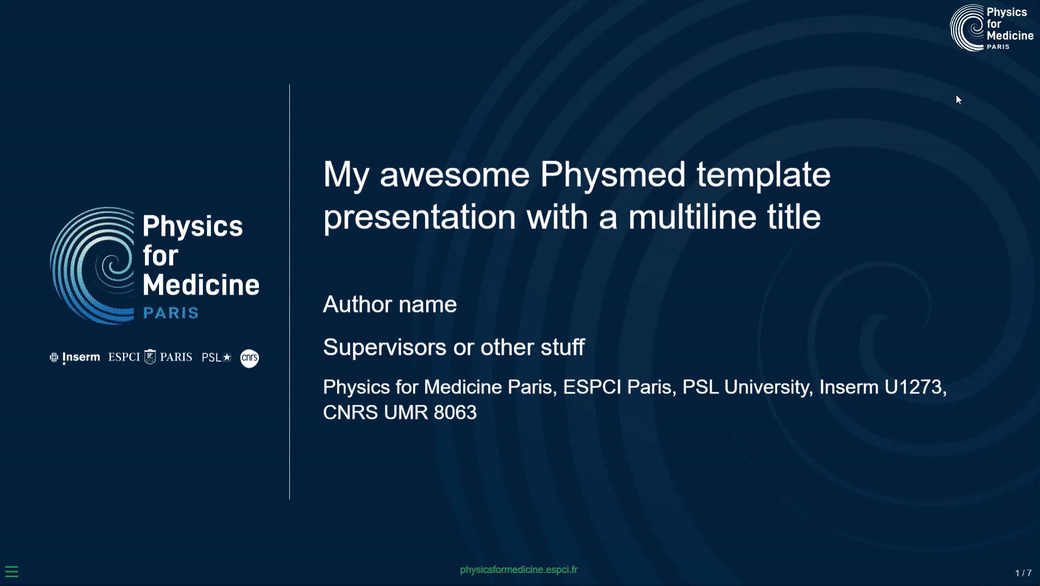 Physics
for
Medicine
PARIS
My awesome Physmed template
presentation with a multiline title
Physics
for
Medicine
PARIS
Author name
Supervisors or other stuff
Inserm ESPCI PARIS PSL cnrs
Physics for Medicine Paris, ESPCI Paris, PSL University, Inserm U1273,
CNRS UMR 8063
physicsformedicine.espci.fr
1 / 7